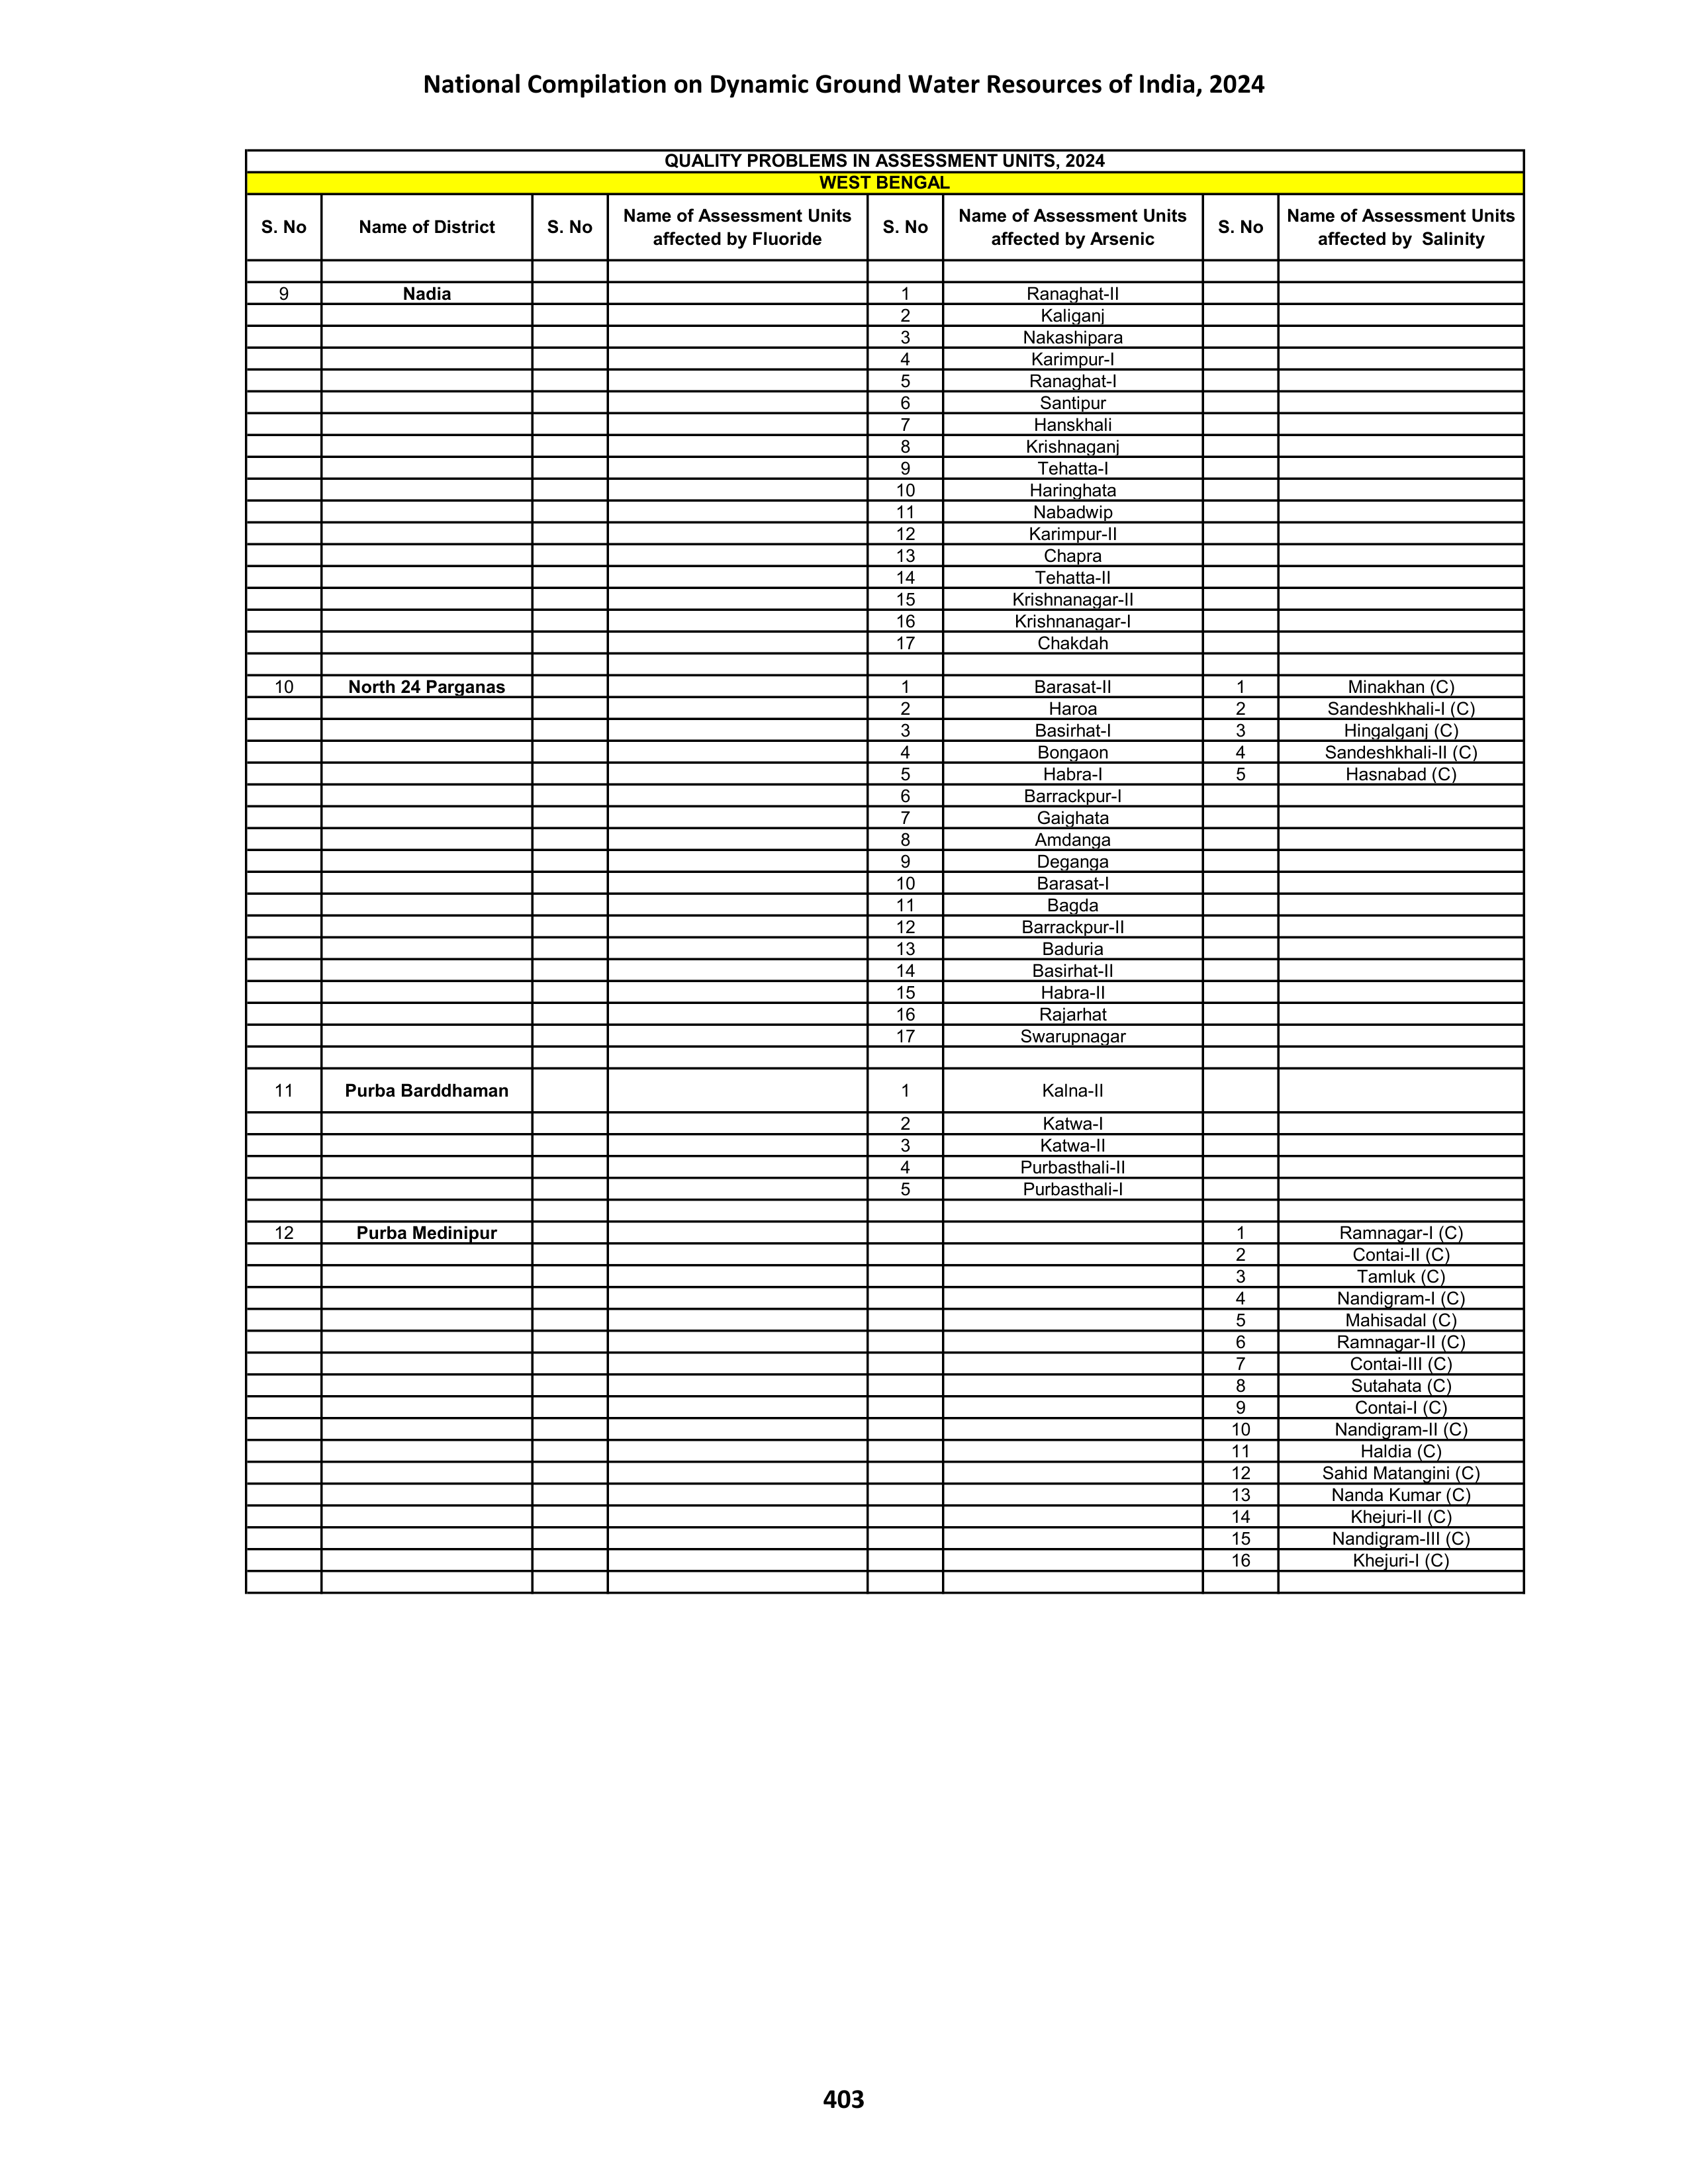 National Compilation on Dynamic Ground Water Resources of India, 2024
QUALITY PROBLEMS IN ASSESSMENT UNITS, 2024
WEST BENGAL
S. No Name of District S. No Name of Assessment Units affected by Fluoride S. No Name of Assessment Units affected by Arsenic S. No Name of Assessment Units affected by Salinity
9 Nadia 1 Ranaghat-II
2 Kaliganj
3 Nakashipara
4 Karimpur-I
5 Ranaghat-I
6 Santipur
7 Hanskhali
8 Krishnaganj
9 Tehatta-I
10 Haringhata
11 Nabadwip
12 Karimpur-II
13 Chapra
14 Tehatta-II
15 Krishnanagar-II
16 Krishnanagar-I
17 Chakdah
10 North 24 Parganas 1 Barasat-II 1 Minakhan (C)
2 Haroa 2 Sandeshkhali-I (C)
3 Basirhat-I 3 Hingalganj (C)
4 Bongaon 4 Sandeshkhali-II (C)
5 Habra-I 5 Hasnabad (C)
6 Barrackpur-I
7 Gaighata
8 Amdanga
9 Deganga
10 Barasat-I
11 Bagda
12 Barrackpur-II
13 Baduria
14 Basirhat-II
15 Habra-II
16 Rajarhat
17 Swarupnagar
11 Purba Barddhaman 1 Kalna-II
2 Katwa-I
3 Katwa-II
4 Purbasthali-II
5 Purbasthali-I
12 Purba Medinipur 1 Ramnagar-I (C)
2 Contai-II (C)
3 Tamluk (C)
4 Nandigram-I (C)
5 Mahisadal (C)
6 Ramnagar-II (C)
7 Contai-III (C)
8 Sutahata (C)
9 Contai-I (C)
10 Nandigram-II (C)
11 Haldia (C)
12 Sahid Matangini (C)
13 Nanda Kumar (C)
14 Khejuri-II (C)
15 Nandigram-III (C)
16 Khejuri-I (C)
403